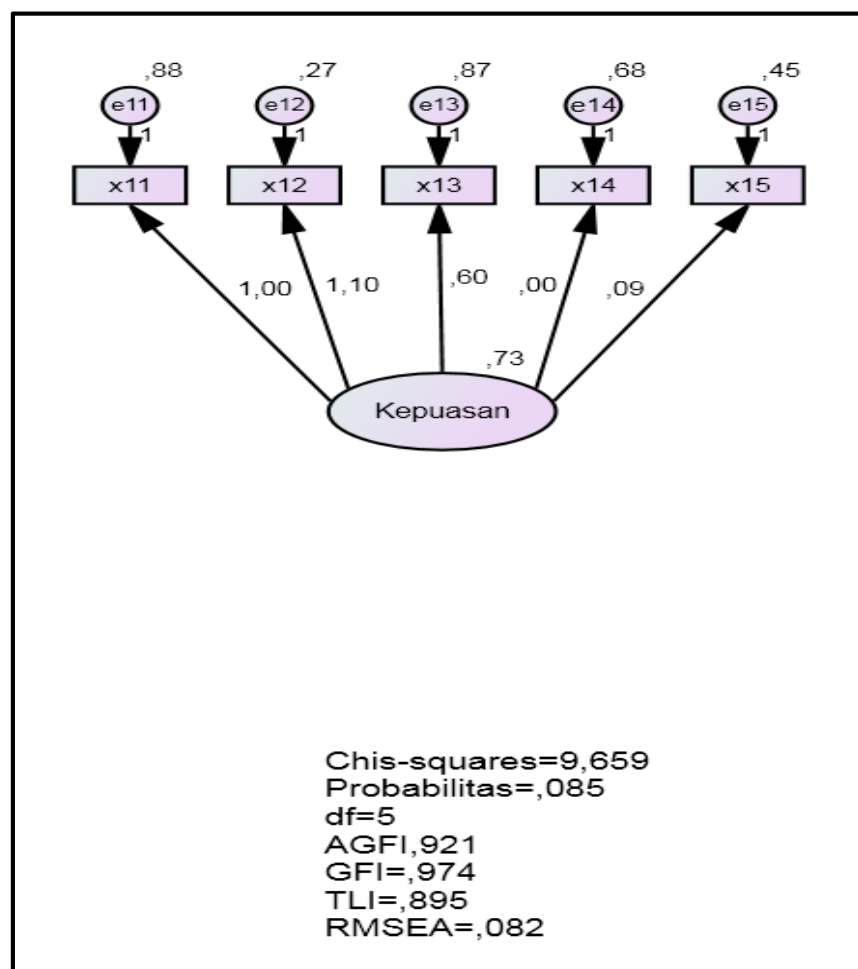 ,88 ,27 ,87 ,68 ,45
e11 e12 e13 e14 e15
1 1 1 1 1
x11 x12 x13 x14 x15
1,00 1,10 ,60 ,00 ,09
,73
Kepuasan
Chis-squares=9,659
Probabilitas=,085
df=5
AGFI,921
GFI=,974
TLI=,895
RMSEA=,082